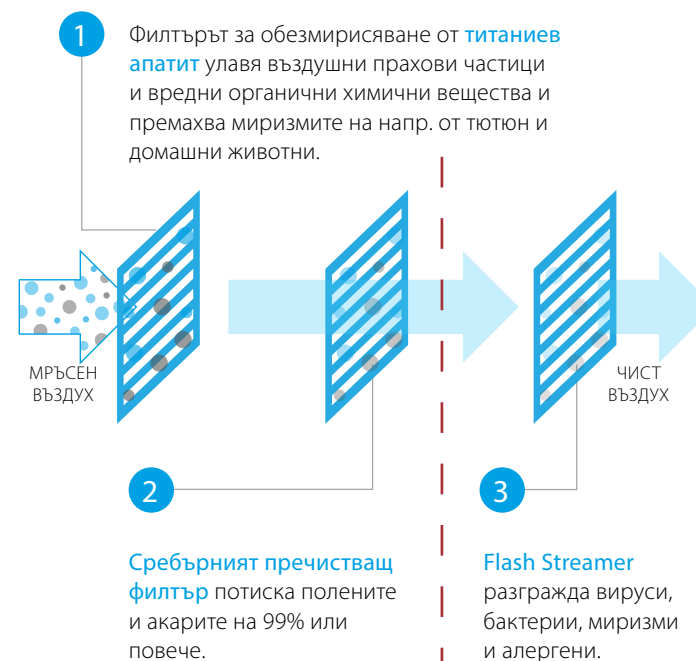 1
Филтърът за обезмирисяване от титаниев
апатит улавя въздушни прахови частици
и вредни органични химични вещества и
премахва миризмите на напр. от тютюн и
домашни животни.
МРЪСЕН
ВЪЗДУХ
ЧИСТ
ВЪЗДУХ
2
Сребърният пречистващ
филтър потиска полените
и акарите на 99% или
повече.
3
Flash Streamer
разгражда вируси,
бактерии, миризми
и алергени.